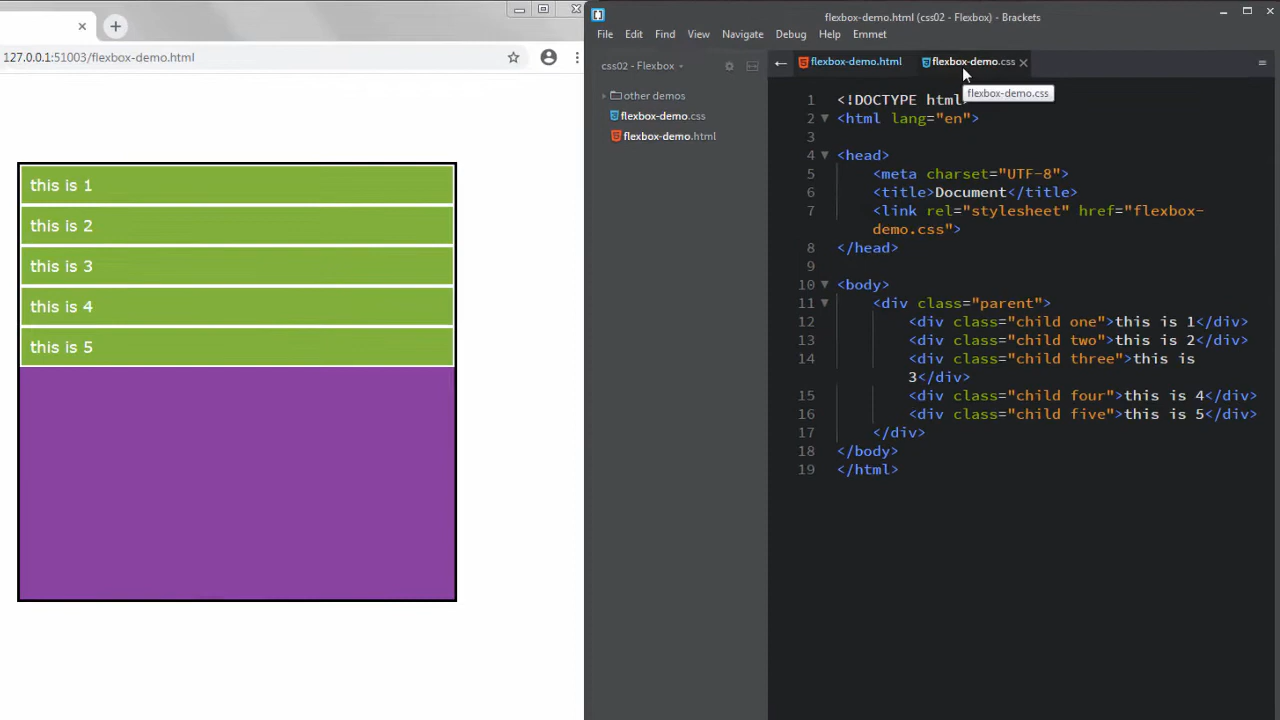 127.0.0.1:51003/flexbox-demo.html
this is 1
this is 2
this is 3
this is 4
this is 5
flexbox-demo.html (css02 - Flexbox) - Brackets
File Edit Find View Navigate Debug Help Emmet
css02 - Flexbox
other demos
flexbox-demo.css
flexbox-demo.html
flexbox-demo.html flexbox-demo.css
flexbox-demo.css
1 <!DOCTYPE html>
2 <html lang="en">
3
4 <head>
5 <meta charset="UTF-8">
6 <title>Document</title>
7 <link rel="stylesheet" href="flexbox-
demo.css">
8 </head>
9
10 <body>
11 <div class="parent">
12 <div class="child one">this is 1</div>
13 <div class="child two">this is 2</div>
14 <div class="child three">this is
3</div>
15 <div class="child four">this is 4</div>
16 <div class="child five">this is 5</div>
17 </div>
18 </body>
19 </html>